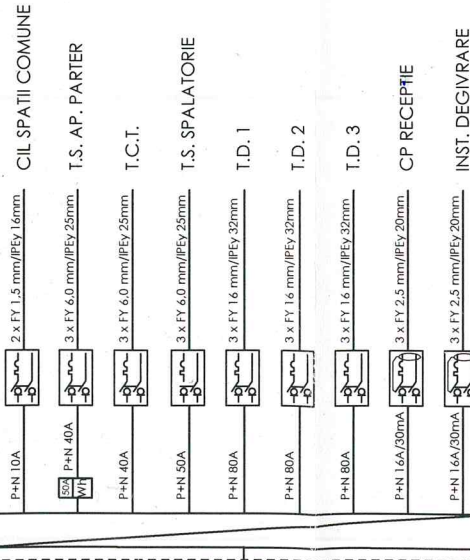 P+N 10A 2 x FY 1,5 mm/IPEy 16mm CIL SPATII COMUNE
50A Wh P+N 40A 3 x FY 6,0 mm/IPEy 25mm T.S. AP. PARTER
P+N 40A 3 x FY 6,0 mm/IPEy 25mm T.C.T.
P+N 50A 3 x FY 6,0 mm/IPEy 25mm T.S. SPALATORIE
P+N 80A 3 x FY 16 mm/IPEy 32mm T.D. 1
P+N 80A 3 x FY 16 mm/IPEy 32mm T.D. 2
P+N 80A 3 x FY 16 mm/IPEy 32mm T.D. 3
P+N 16A/30mA 3 x FY 2,5 mm/IPEy 20mm CP RECEPTIE
P+N 16A/30mA 3 x FY 2,5 mm/IPEy 20mm INST. DEGIVRARE